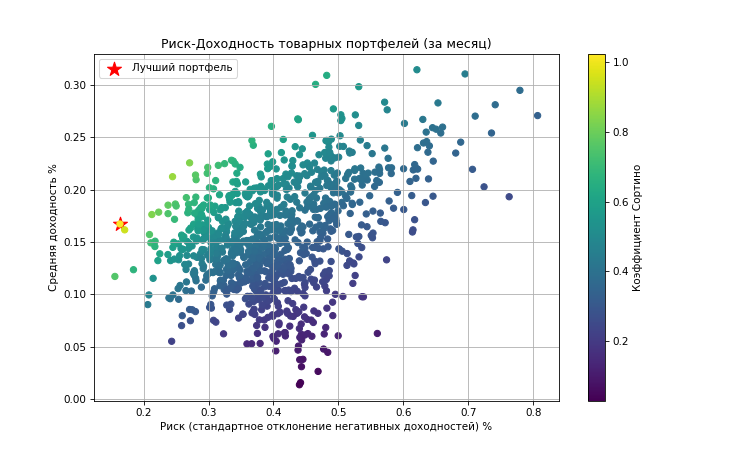 Риск-Доходность товарных портфелей (за месяц)
Лучший портфель
Средняя доходность %
0.30
0.25
0.20
0.15
0.10
0.05
0.00
0.2 0.3 0.4 0.5 0.6 0.7 0.8
Риск (стандартное отклонение негативных доходностей) %
1.0
0.8
0.6
0.4
0.2
Коэффициент Сортино